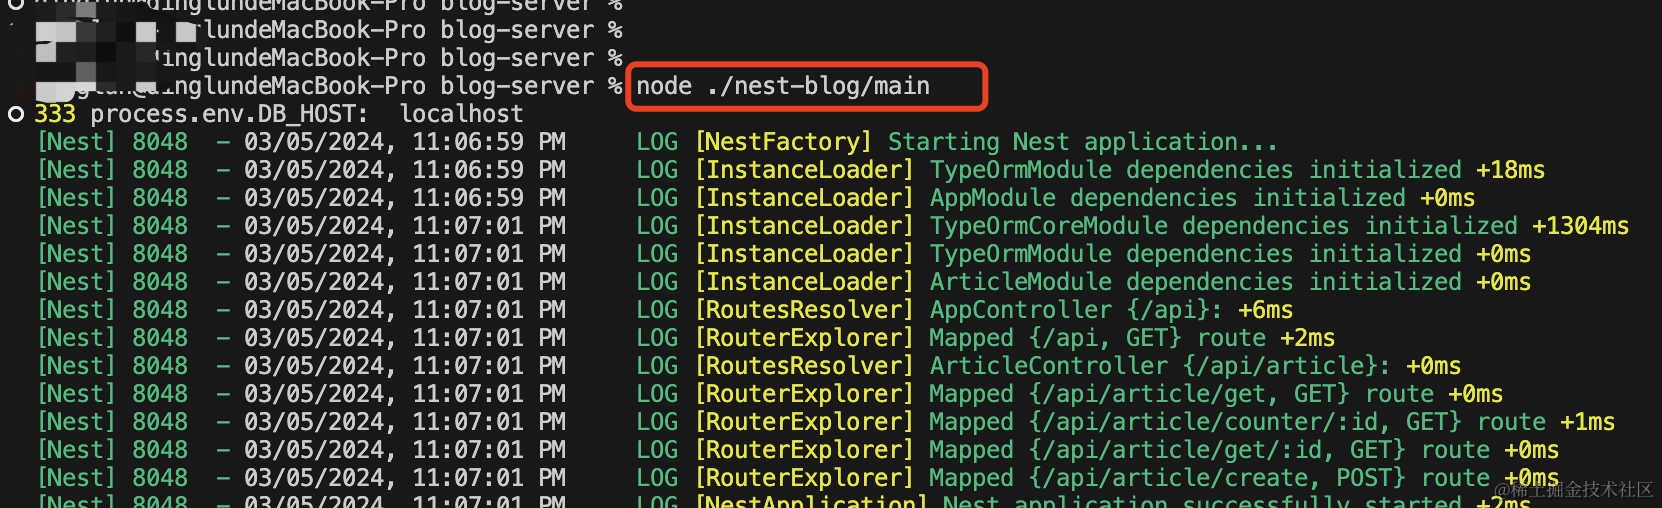 dinglundeMacBook-Pro blog-server %
lundeMacBook-Pro blog-server %
dinglundeMacBook-Pro blog-server %
dinglundeMacBook-Pro blog-server % node ./nest-blog/main
333 process.env.DB_HOST:  localhost
[Nest] 8048  - 03/05/2024, 11:06:59 PM     LOG [NestFactory] Starting Nest application...
[Nest] 8048  - 03/05/2024, 11:06:59 PM     LOG [InstanceLoader] TypeOrmModule dependencies initialized +18ms
[Nest] 8048  - 03/05/2024, 11:06:59 PM     LOG [InstanceLoader] AppModule dependencies initialized +0ms
[Nest] 8048  - 03/05/2024, 11:07:01 PM     LOG [InstanceLoader] TypeOrmCoreModule dependencies initialized +1304ms
[Nest] 8048  - 03/05/2024, 11:07:01 PM     LOG [InstanceLoader] TypeOrmModule dependencies initialized +0ms
[Nest] 8048  - 03/05/2024, 11:07:01 PM     LOG [InstanceLoader] ArticleModule dependencies initialized +0ms
[Nest] 8048  - 03/05/2024, 11:07:01 PM     LOG [RoutesResolver] AppController {/api}: +6ms
[Nest] 8048  - 03/05/2024, 11:07:01 PM     LOG [RouterExplorer] Mapped {/api, GET} route +2ms
[Nest] 8048  - 03/05/2024, 11:07:01 PM     LOG [RoutesResolver] ArticleController {/api/article}: +0ms
[Nest] 8048  - 03/05/2024, 11:07:01 PM     LOG [RouterExplorer] Mapped {/api/article/get, GET} route +0ms
[Nest] 8048  - 03/05/2024, 11:07:01 PM     LOG [RouterExplorer] Mapped {/api/article/counter/:id, GET} route +1ms
[Nest] 8048  - 03/05/2024, 11:07:01 PM     LOG [RouterExplorer] Mapped {/api/article/get/:id, GET} route +0ms
[Nest] 8048  - 03/05/2024, 11:07:01 PM     LOG [RouterExplorer] Mapped {/api/article/create, POST} route +0ms
[Nest] 8048  - 03/05/2024, 11:07:01 PM     LOG [NestApplication] Nest application successfully started +2ms
@稀土掘金技术社区